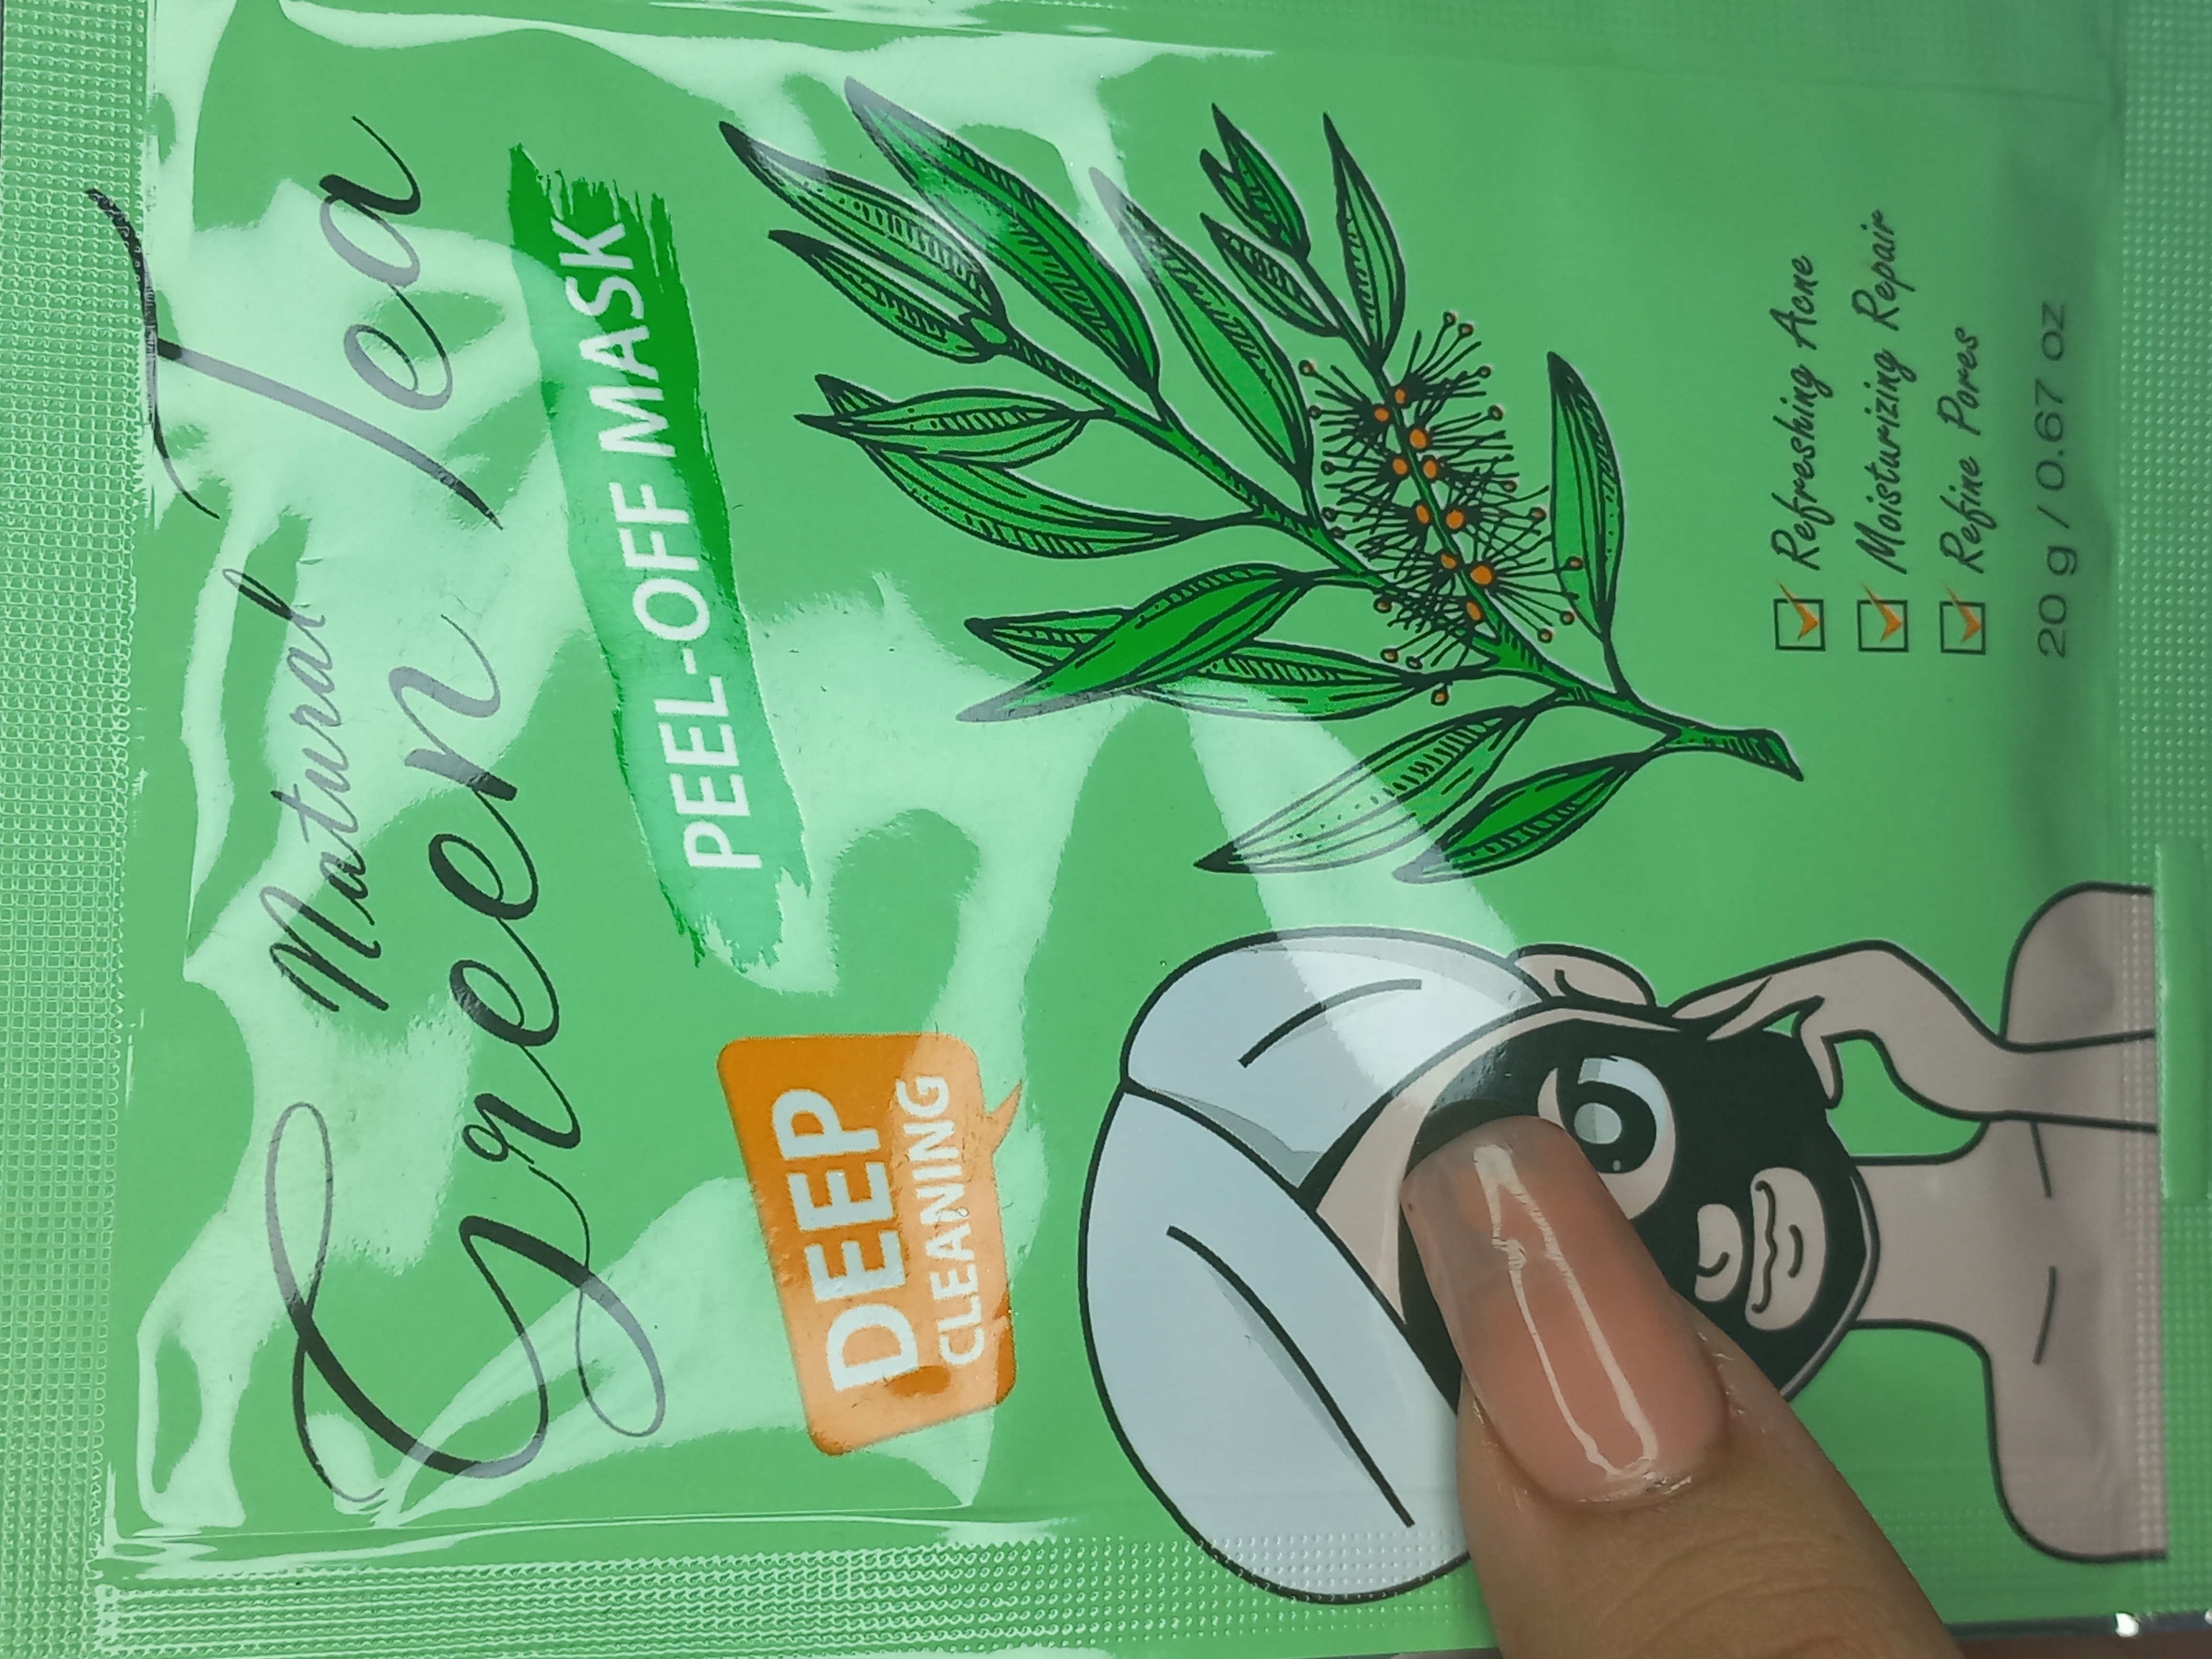 Natural
Green Tea
PEEL-OFF MASK
DEEP
CLEANING
Refreshing Acne
Moisturizing Repair
Refine Pores
20 g / 0.67 oz